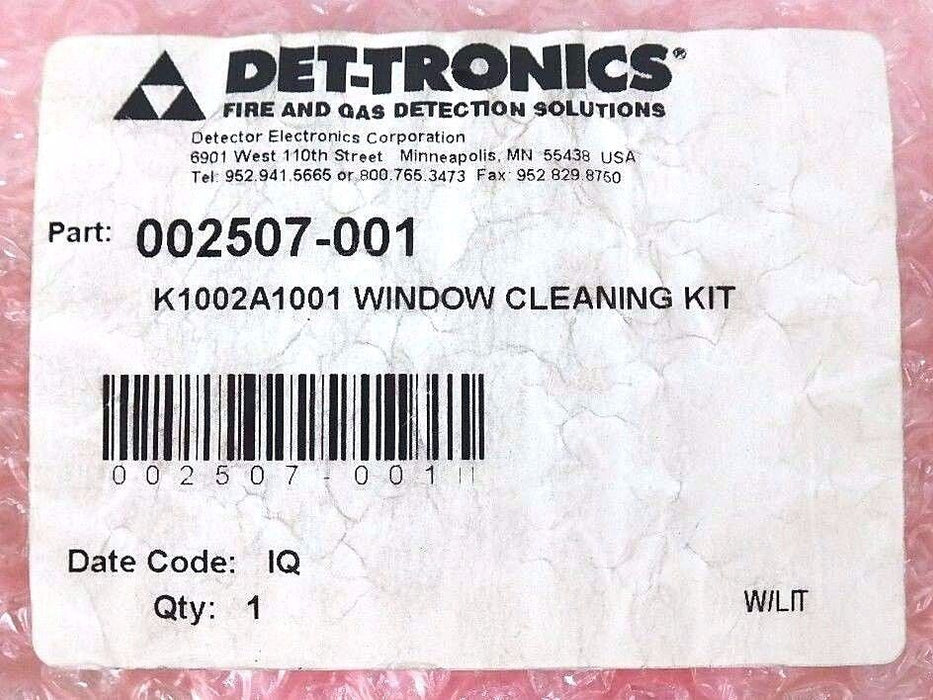 DET-TRONICS®
FIRE AND GAS DETECTION SOLUTIONS
Detector Electronics Corporation
6901 West 110th Street Minneapolis, MN 55438 USA
Tel: 952.941.5665 or 800.765.3473 Fax: 952.829.8750
Part: 002507-001
K1002A1001 WINDOW CLEANING KIT
002507-001
Date Code: IQ
Qty: 1
W/LIT